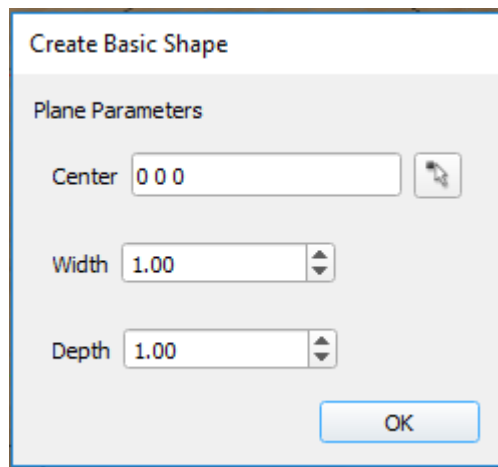 Create Basic Shape
Plane Parameters
Center 0 0 0
Width 1.00
Depth 1.00
OK